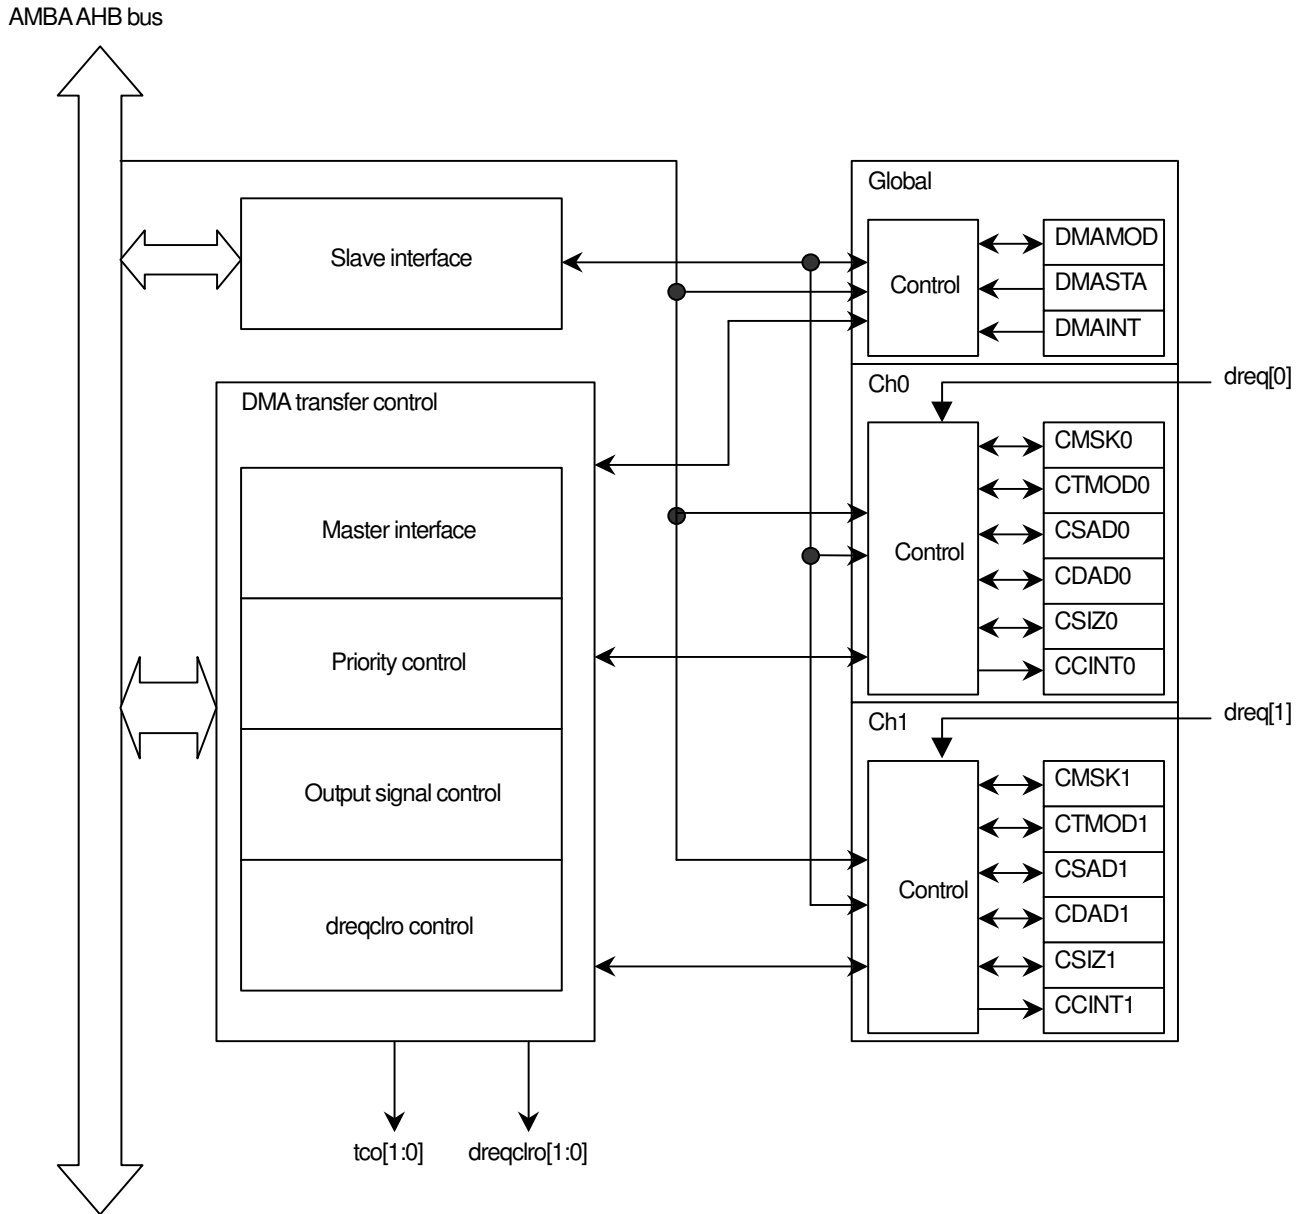 AMBA AHB bus
Slave interface
DMA transfer control
Master interface
Priority control
Output signal control
dreqclro control
tco[1:0]
dreqclro[1:0]
Global
Control
DMAMOD
DMASTA
DMAINT
Ch0
dreq[0]
Control
CMSK0
CTMOD0
CSAD0
CDAD0
CSIZ0
CCINT0
Ch1
dreq[1]
Control
CMSK1
CTMOD1
CSAD1
CDAD1
CSIZ1
CCINT1